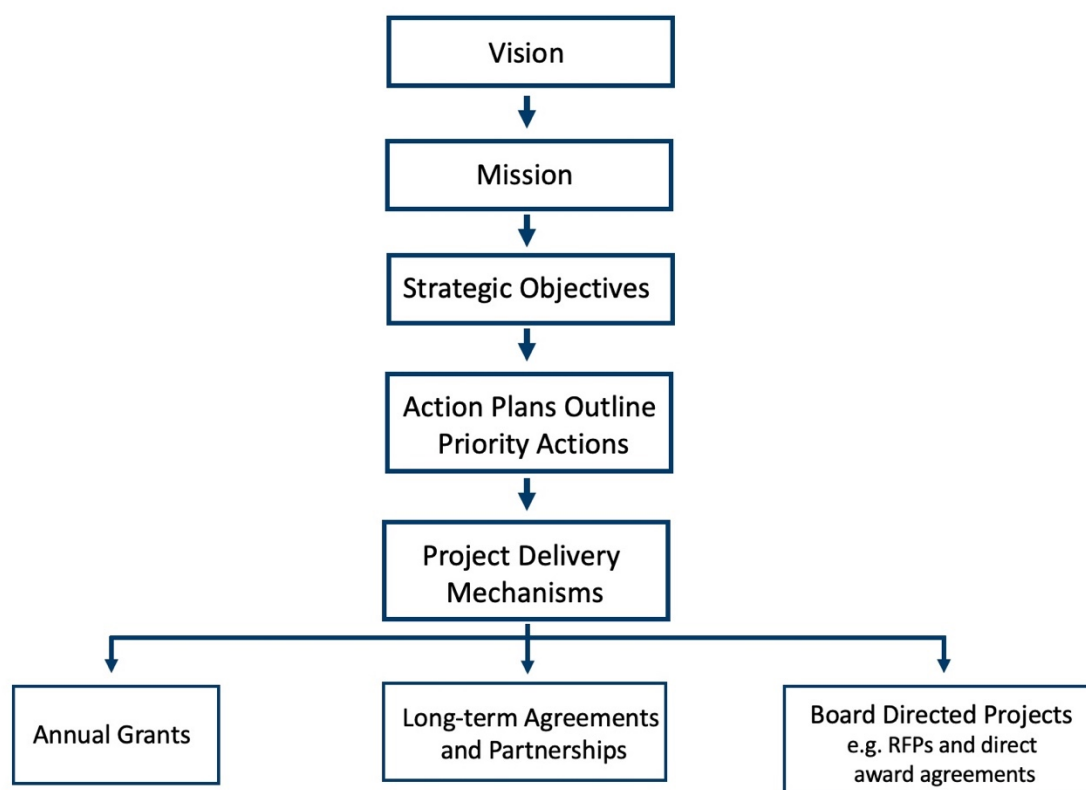 Vision
Mission
Strategic Objectives
Action Plans Outline
Priority Actions
Project Delivery
Mechanisms
Annual Grants
Long-term Agreements
and Partnerships
Board Directed Projects
e.g. RFPs and direct
award agreements